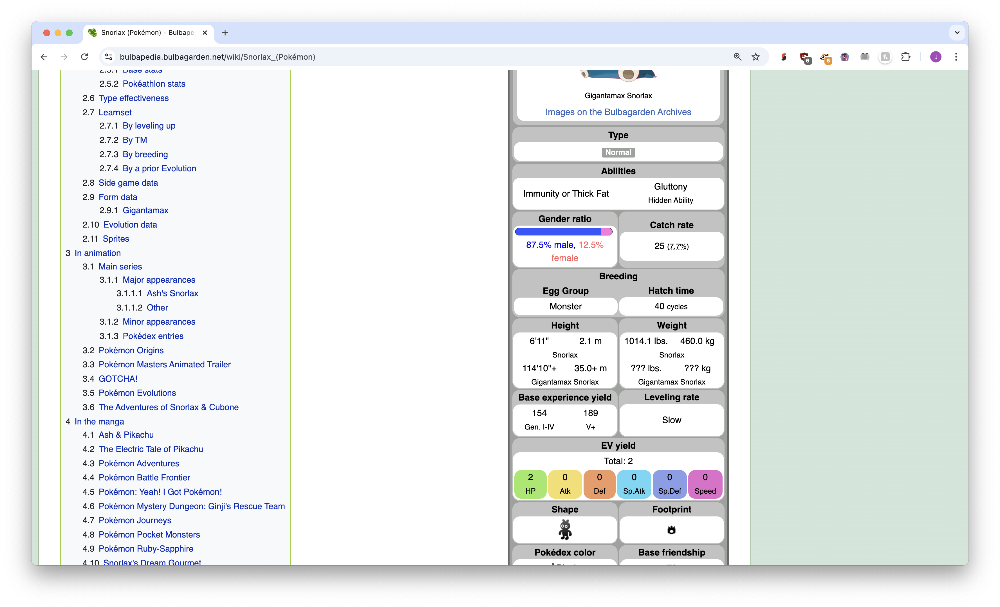 Snorlax (Pokémon) - Bulbape
bulbapedia.bulbagarden.net/wiki/Snorlax_(Pokémon)
6
5
J
2.5.1 Base stats
2.5.2 Pokéathlon stats
2.6 Type effectiveness
2.7 Learnset
2.7.1 By leveling up
2.7.2 By TM
2.7.3 By breeding
2.7.4 By a prior Evolution
2.8 Side game data
2.9 Form data
2.9.1 Gigantamax
2.10 Evolution data
2.11 Sprites
3 In animation
3.1 Main series
3.1.1 Major appearances
3.1.1.1 Ash's Snorlax
3.1.1.2 Other
3.1.2 Minor appearances
3.1.3 Pokédex entries
3.2 Pokémon Origins
3.3 Pokémon Masters Animated Trailer
3.4 GOTCHA!
3.5 Pokémon Evolutions
3.6 The Adventures of Snorlax & Cubone
4 In the manga
4.1 Ash & Pikachu
4.2 The Electric Tale of Pikachu
4.3 Pokémon Adventures
4.4 Pokémon Battle Frontier
4.5 Pokémon: Yeah! I Got Pokémon!
4.6 Pokémon Mystery Dungeon: Ginji's Rescue Team
4.7 Pokémon Journeys
4.8 Pokémon Pocket Monsters
4.9 Pokémon Ruby-Sapphire
4.10 Snorlax's Dream Gourmet
Gigantamax Snorlax
Images on the Bulbagarden Archives
Type
Normal
Abilities
Immunity or Thick Fat
Gluttony
Hidden Ability
Gender ratio
87.5% male, 12.5%
female
Catch rate
25 (7.7%)
Breeding
Egg Group
Monster
Hatch time
40 cycles
Height
6'11" 2.1 m
Snorlax
114'10"+ 35.0+ m
Gigantamax Snorlax
Weight
1014.1 lbs. 460.0 kg
Snorlax
??? lbs. ??? kg
Gigantamax Snorlax
Base experience yield
154 189
Gen. I-IV V+
Leveling rate
Slow
EV yield
Total: 2
2 0 0 0 0 0
HP Atk Def Sp.Atk Sp.Def Speed
Shape
Footprint
Pokédex color
Base friendship